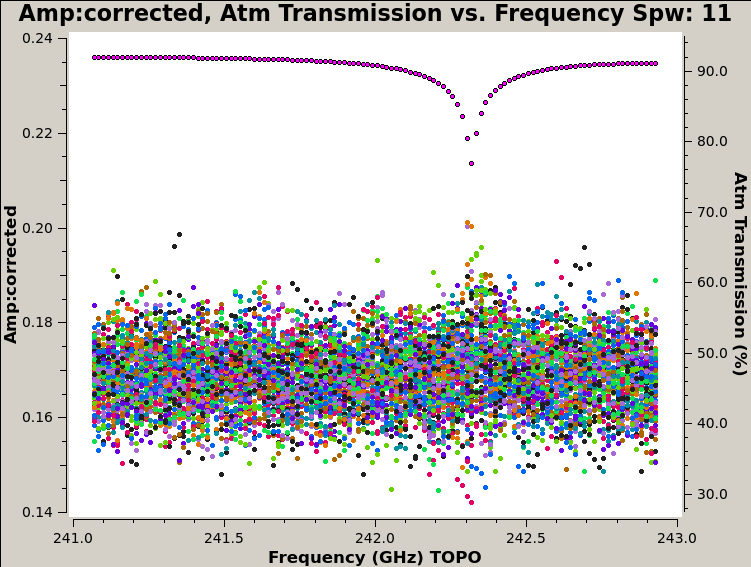 Amp:corrected, Atm Transmission vs. Frequency Spw: 11
0.24
0.22
0.20
0.18
0.16
0.14
Amp:corrected
90.0
80.0
70.0
60.0
50.0
40.0
30.0
Atm Transmission (%)
241.0 241.5 242.0 242.5 243.0
Frequency (GHz) TOPO